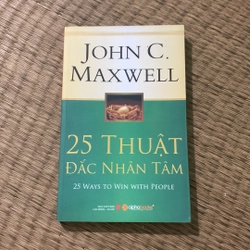 JOHN C.
MAXWELL
25 THUẬT
ĐẮC NHÂN TÂM
25 WAYS TO WIN WITH PEOPLE